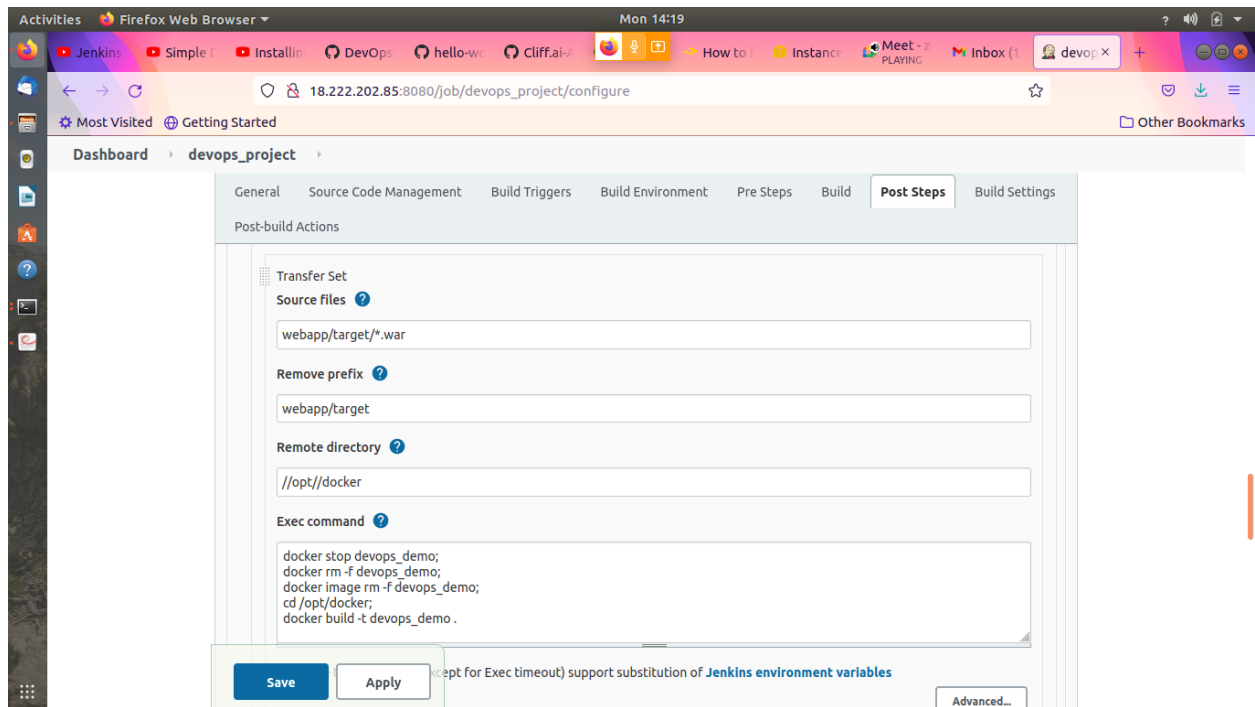 Activities Firefox Web Browser Mon 14:19
Jenkins Simple Installin DevOps hello-wo Cliff.ai-A How to Instance Meet - z PLAYING Inbox (1 devop
18.222.202.85:8080/job/devops_project/configure
Most Visited Getting Started Other Bookmarks
Dashboard devops_project
General Source Code Management Build Triggers Build Environment Pre Steps Build Post Steps Build Settings
Post-build Actions
Transfer Set
Source files ?
webapp/target/*.war
Remove prefix ?
webapp/target
Remote directory ?
//opt//docker
Exec command ?
docker stop devops_demo;
docker rm -f devops_demo;
docker image rm -f devops_demo;
cd /opt/docker;
docker build -t devops_demo .
cept for Exec timeout) support substitution of Jenkins environment variables
Save Apply
Advanced...